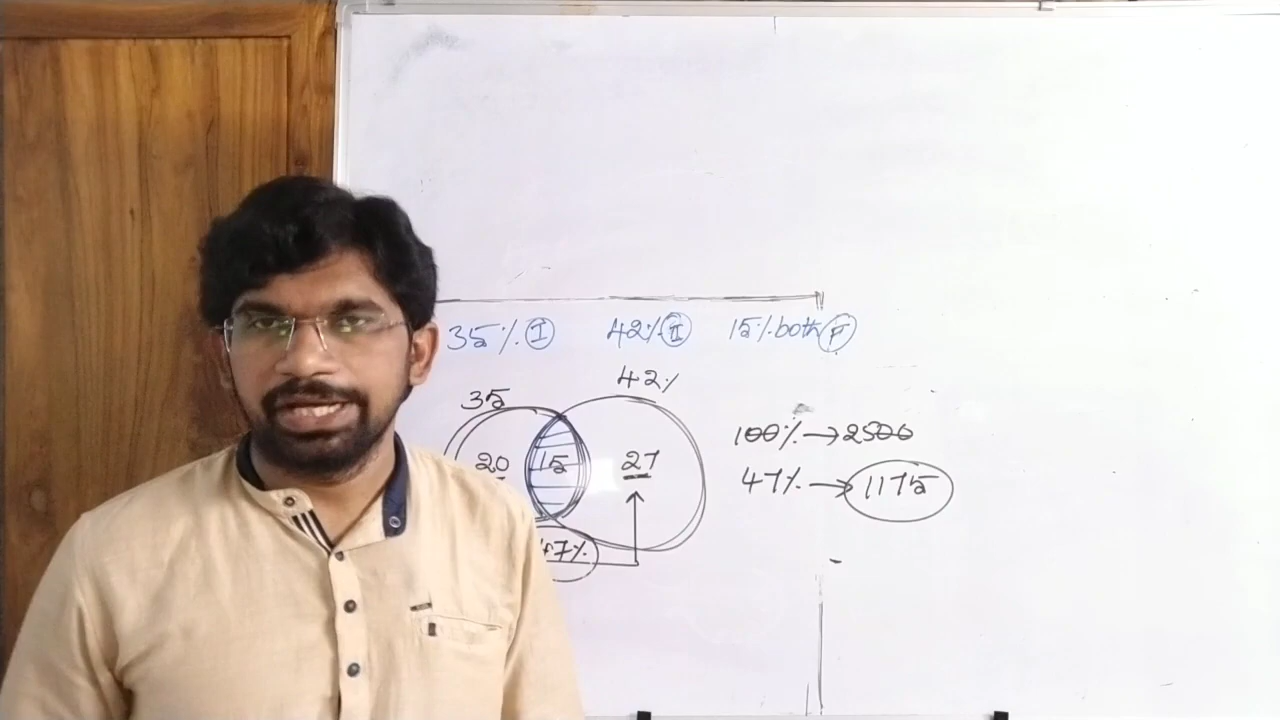 35% I 42% II 15% both F
35 42%
20 15 27
47%
100% → 2500
47% → 1175